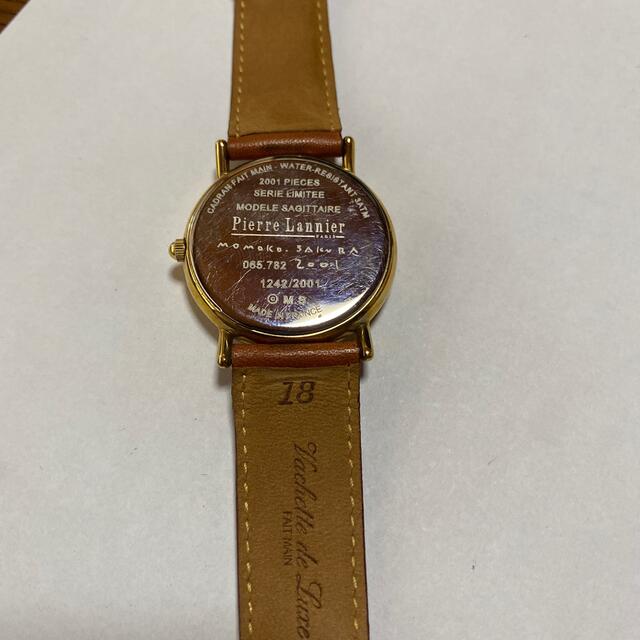 CADRAN FAIT MAIN - WATER-RESISTANT 3ATM
2001 PIECES
SERIE LIMITEE
MODELE SAGITTAIRE
Pierre Lannier
PARIS
MOMOKO SAKURA
065.782 2001
1242/2001
© M.S.
MADE IN FRANCE
18
Vachette de Luxe
FAIT MAIN